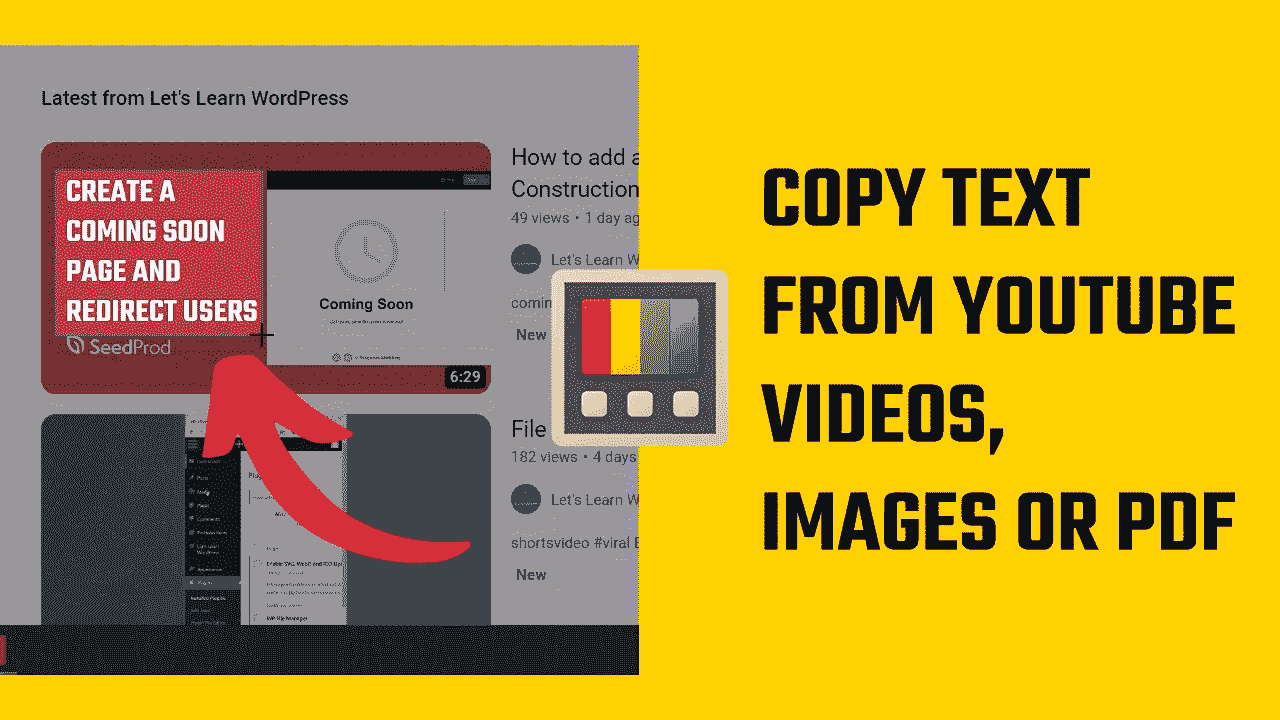 Latest from Let's Learn WordPress
CREATE A
COMING SOON
PAGE AND
REDIRECT USERS
SeedProd
Coming Soon
6:29
How to add a
Construction
49 views • 1 day ag
Let's Learn W
comin
New
File
182 views • 4 days
Let's Learn W
shortsvideo #viral
New
Pages
COPY TEXT
FROM YOUTUBE
VIDEOS,
IMAGES OR PDF